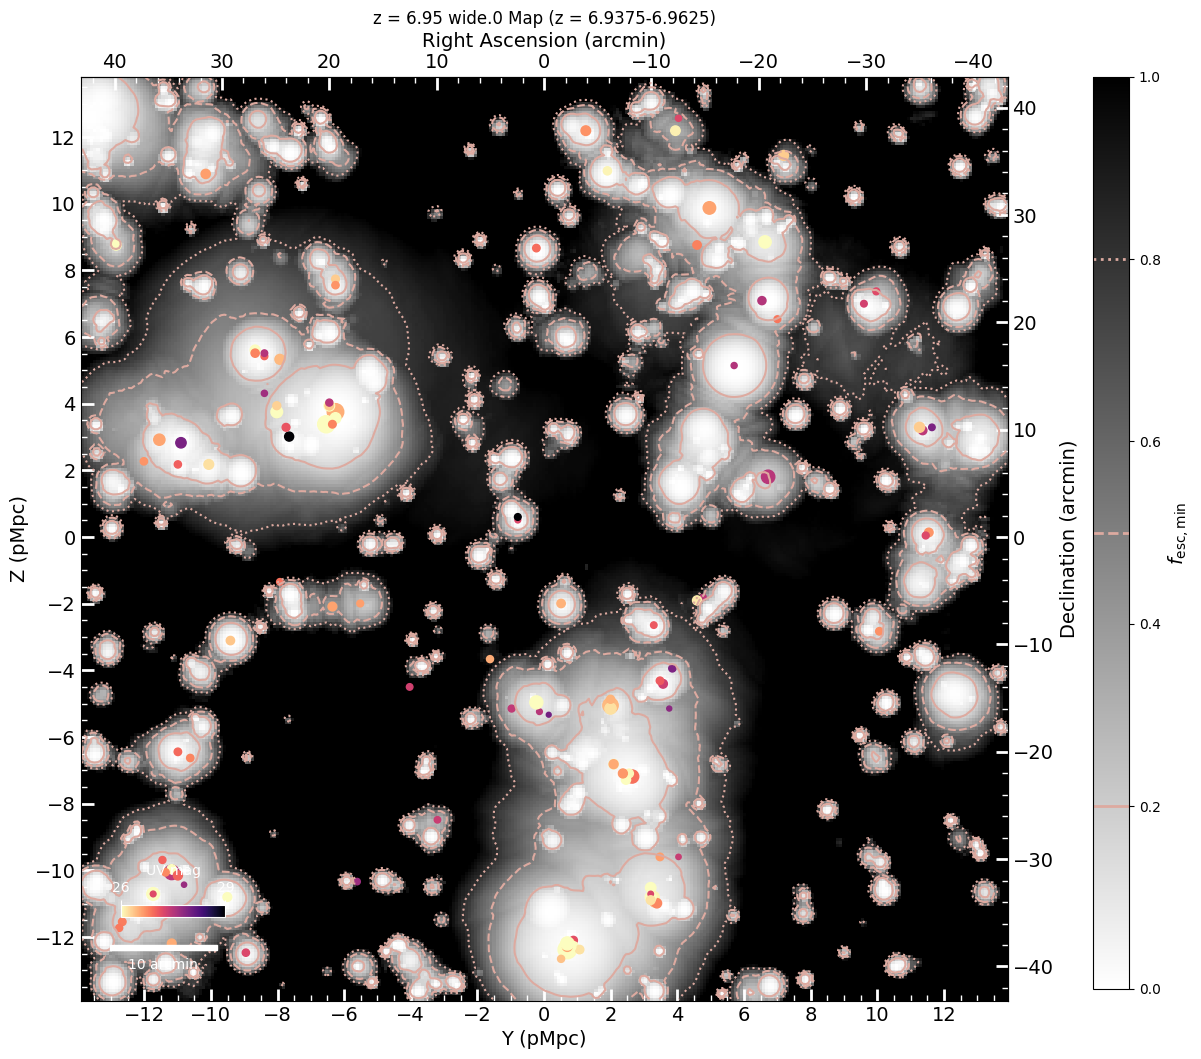 z = 6.95 wide.0 Map (z = 6.9375-6.9625)
Right Ascension (arcmin)
40 30 20 10 0 −10 −20 −30 −40
12 10 8 6 4 2 0 −2 −4 −6 −8 −10 −12
Z (pMpc)
40 30 20 10 0 −10 −20 −30 −40
Declination (arcmin)
UV mag
26 29
10 arcmin
−12 −10 −8 −6 −4 −2 0 2 4 6 8 10 12
Y (pMpc)
1.0
0.8
0.6
0.4
0.2
0.0
fesc, min